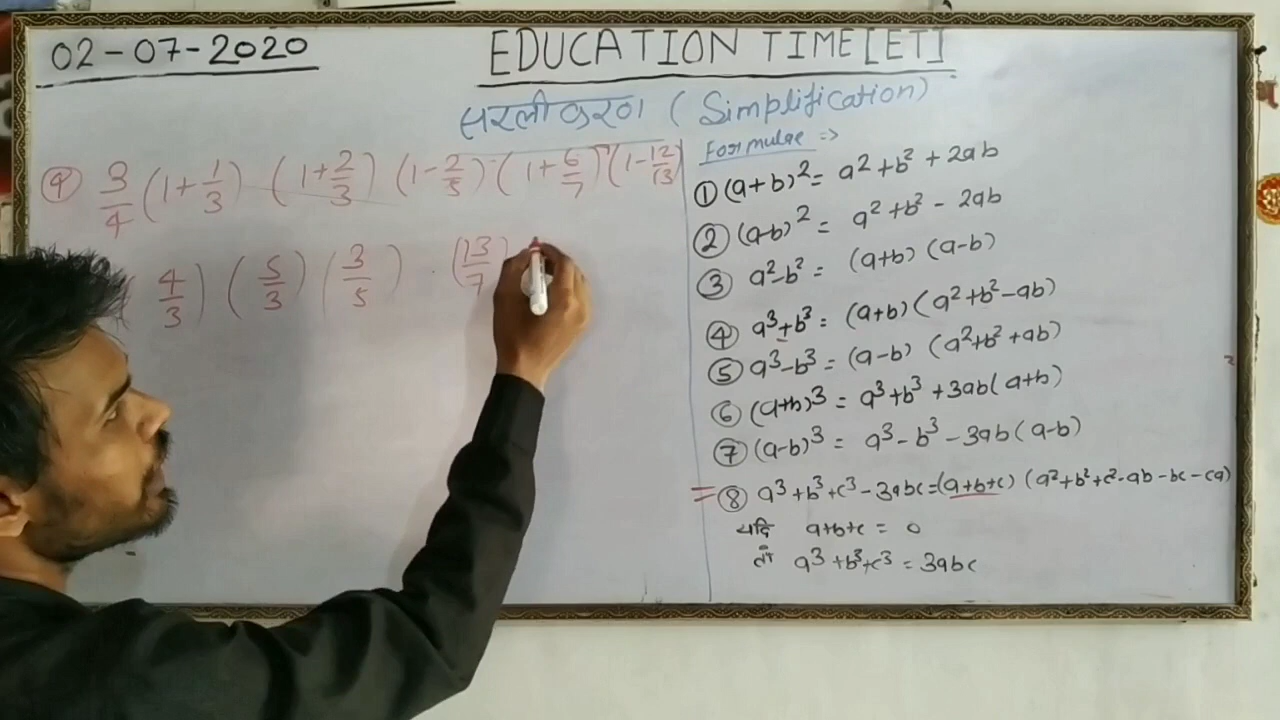 02-07-2020
EDUCATION TIME[ET]
सरलीकरण (Simplification)
९ 3/4 (1+1/3) (1+2/3) (1-2/5) (1+6/7) (1-12/13)
(4/3) (5/3) (3/5) . (13/7)
Formulae =>
① (a+b)² = a²+b²+2ab
② (a-b)² = a²+b²-2ab
③ a²-b² = (a+b) (a-b)
④ a³+b³ = (a+b) (a²+b²-ab)
⑤ a³-b³ = (a-b) (a²+b²+ab)
⑥ (a+b)³ = a³+b³+3ab(a+b)
⑦ (a-b)³ = a³-b³-3ab(a-b)
= ⑧ a³+b³+c³-3abc=(a+b+c) (a²+b²+c²-ab-bc-ca)
यदि a+b+c = 0
तो a³+b³+c³ = 3abc